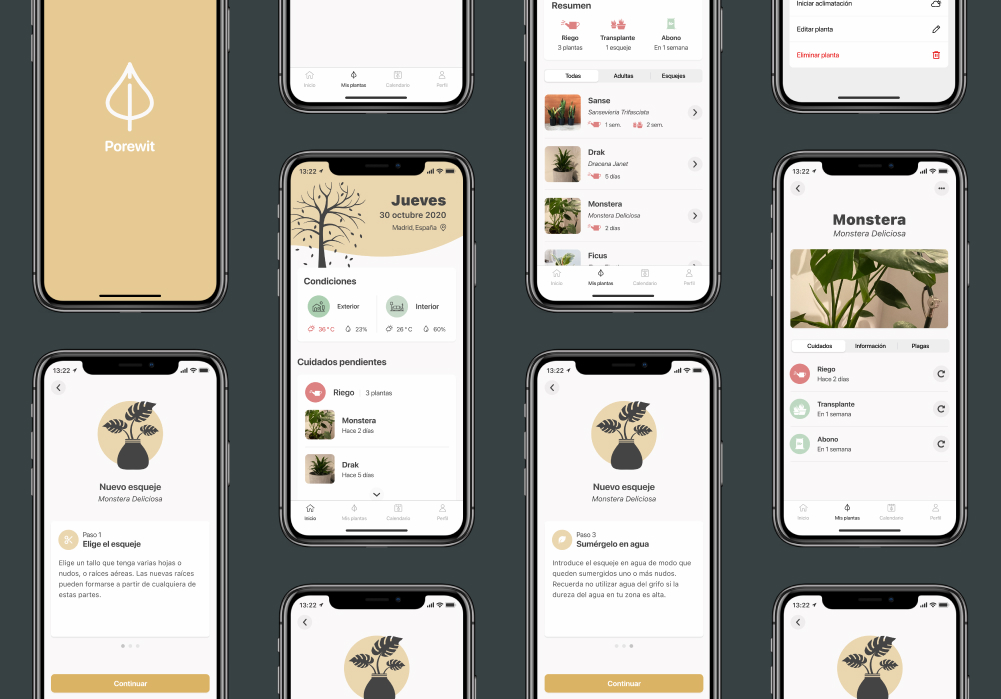 Porewit
Inicio
Mis plantas
Calendario
Perfil
13:22
Jueves
30 octubre 2020
Madrid, España
Condiciones
Exterior
36°C
23%
Interior
26°C
60%
Cuidados pendientes
Riego
3 plantas
Monstera
Hace 2 días
Drak
Hace 5 días
Inicio
Mis plantas
Calendario
Perfil
Resumen
Riego
3 plantas
Transplante
1 esqueje
Abono
En 1 semana
Todas
Adultas
Esquejes
Sanse
Sansevieria Trifasciata
1 sem.
2 sem.
Drak
Dracena Janet
5 días
Monstera
Monstera Deliciosa
2 días
Ficus
Inicio
Mis plantas
Calendario
Perfil
Iniciar aclimatación
Editar planta
Eliminar planta
13:22
Monstera
Monstera Deliciosa
Cuidados
Información
Plagas
Riego
Hace 2 días
Transplante
En 1 semana
Abono
En 1 semana
Inicio
Mis plantas
Calendario
Perfil
13:22
Nuevo esqueje
Monstera Deliciosa
Paso 1
Elige el esqueje
Elige un tallo que tenga varias hojas o
nudos, o raíces aéreas. Las nuevas raíces
pueden formarse a partir de cualquiera de
estas partes.
Continuar
13:22
13:22
Nuevo esqueje
Monstera Deliciosa
Paso 3
Sumérgelo en agua
Introduce el esqueje en agua de modo que
queden sumergidos uno o más nudos.
Recuerda no utilizar agua del grifo si la
dureza del agua en tu zona es alta.
Continuar
13:22